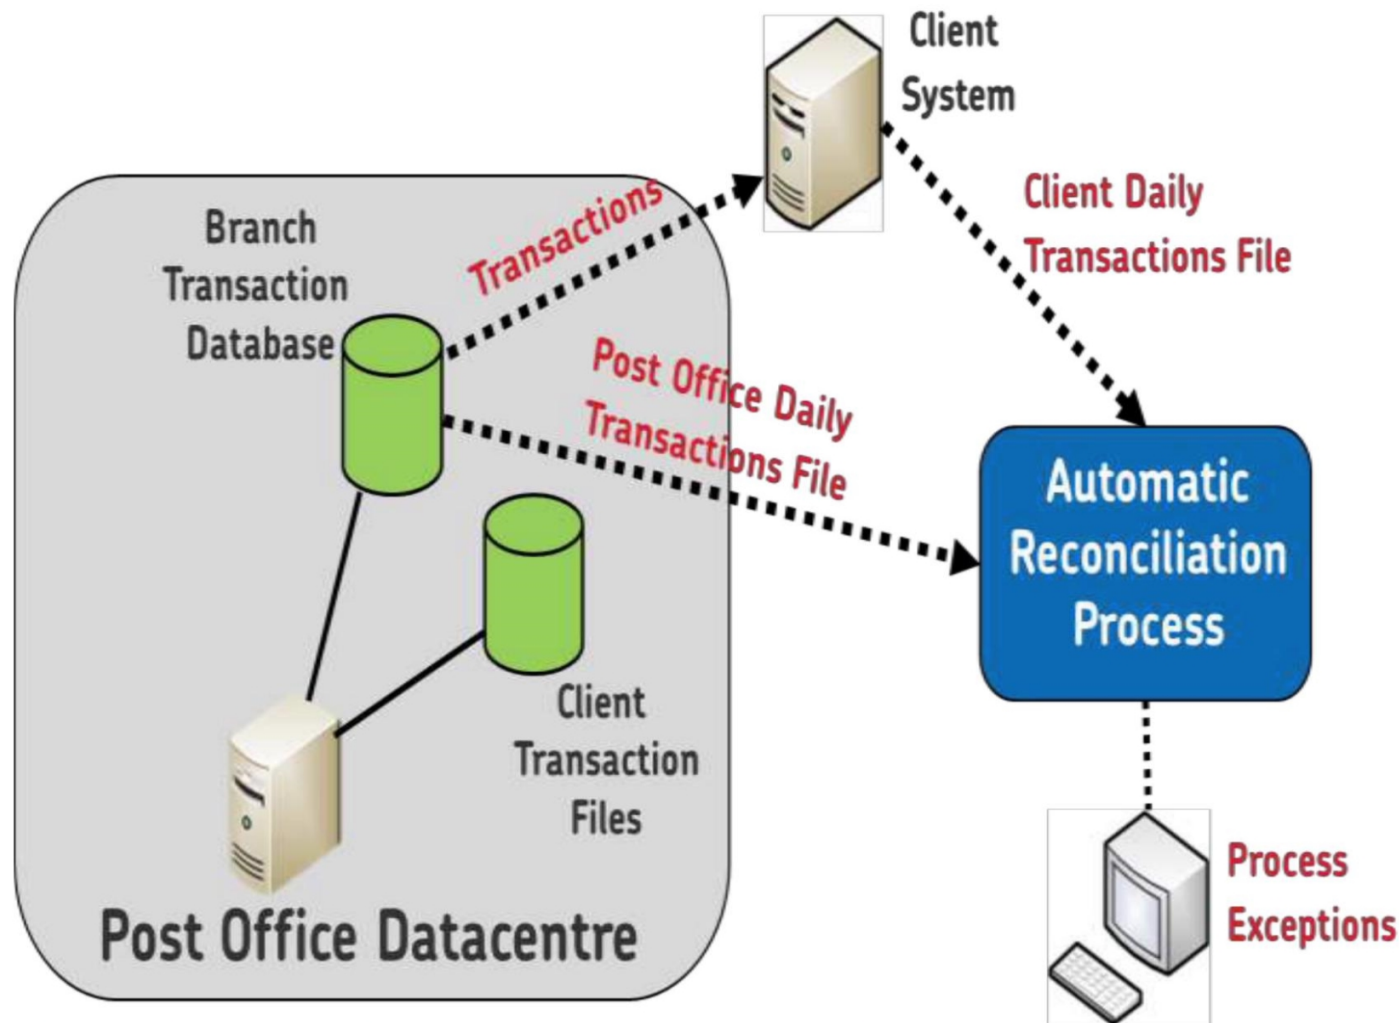 Client
System
Client Daily
Transactions File
Branch
Transaction
Database
Transactions
Post Office Daily
Transactions File
Automatic
Reconciliation
Process
Client
Transaction
Files
Post Office Datacentre
Process
Exceptions